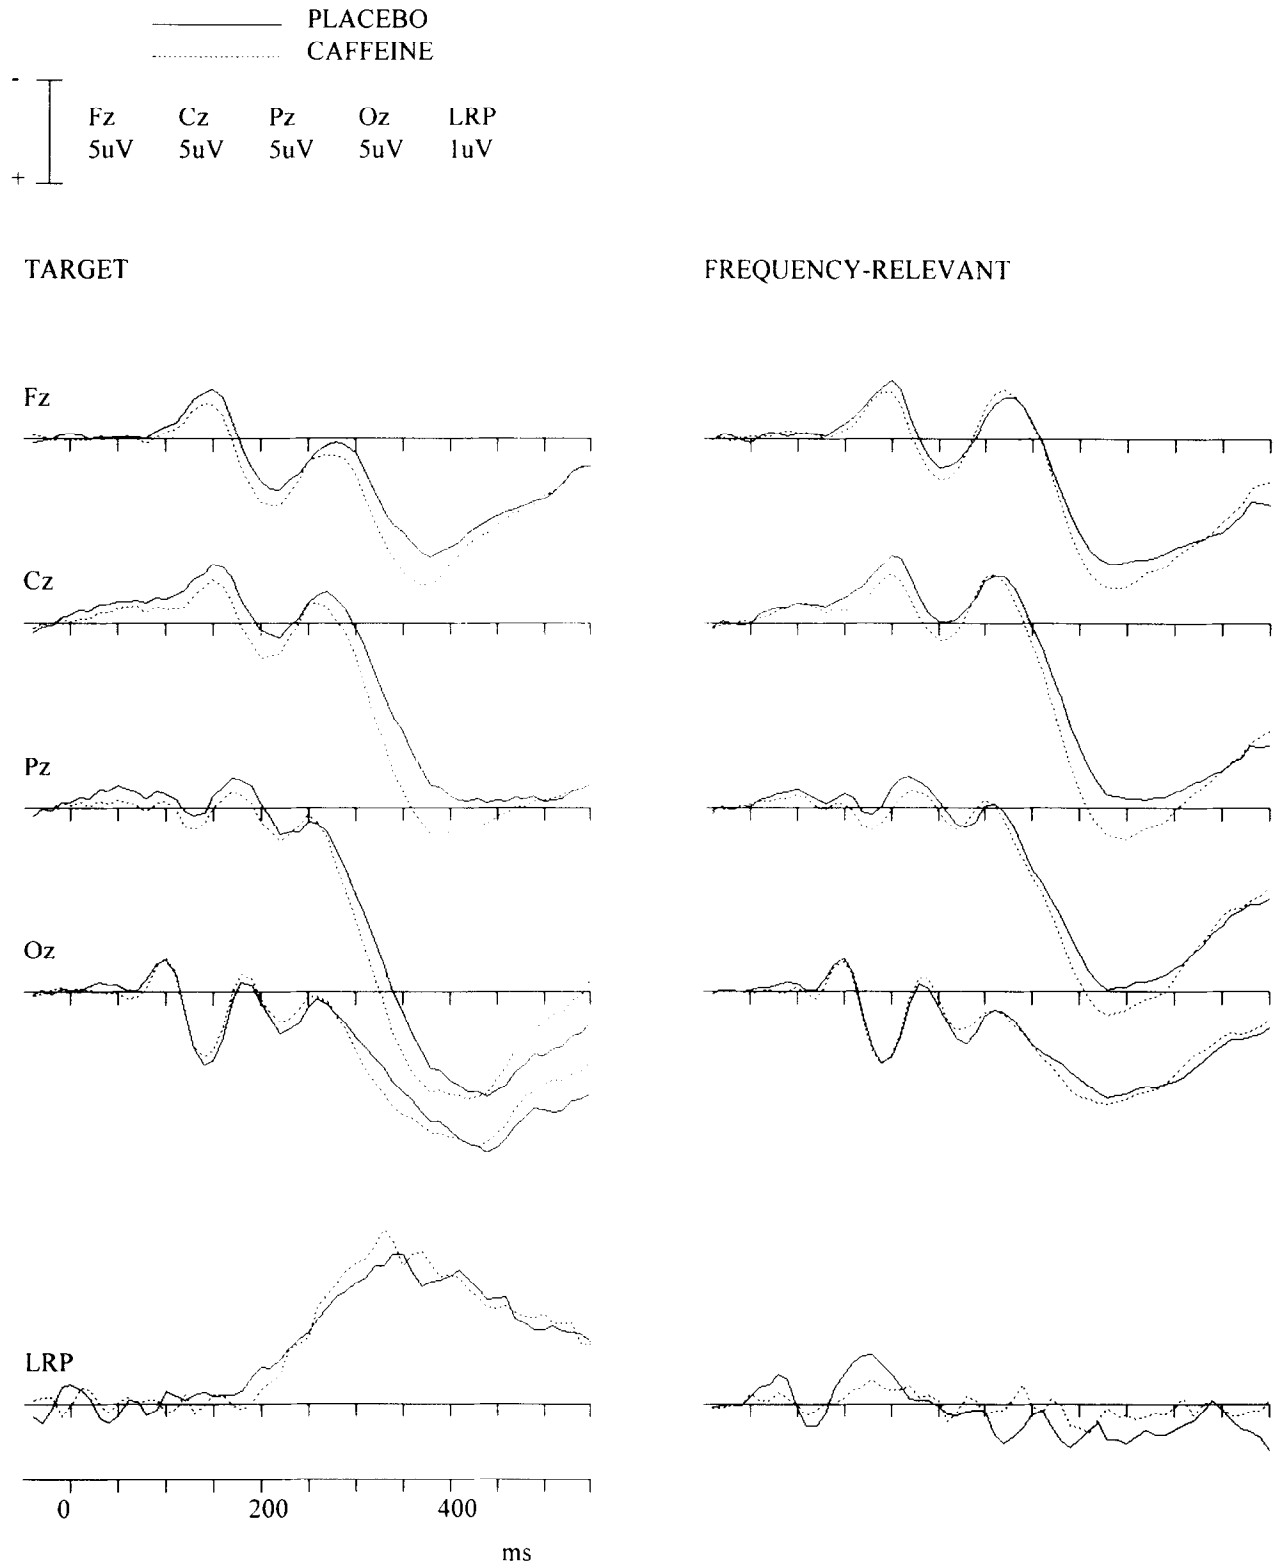 PLACEBO
CAFFEINE
-
Fz Cz Pz Oz LRP
5uV 5uV 5uV 5uV 1uV
+
TARGET FREQUENCY-RELEVANT
Fz
Cz
Pz
Oz
LRP
0 200 400
ms